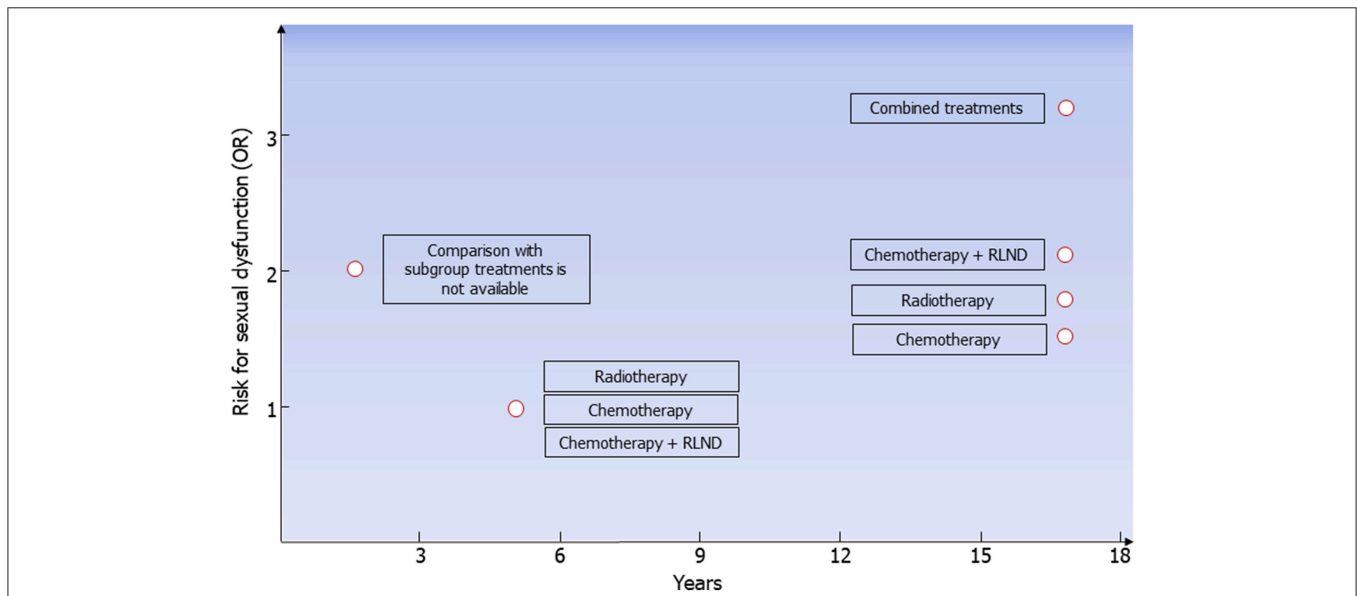 Risk for sexual dysfunction (OR)
3
2
1
Combined treatments
Comparison with
subgroup treatments is
not available
Chemotherapy + RLND
Radiotherapy
Chemotherapy
Radiotherapy
Chemotherapy
Chemotherapy + RLND
3
6
9
12
15
18
Years